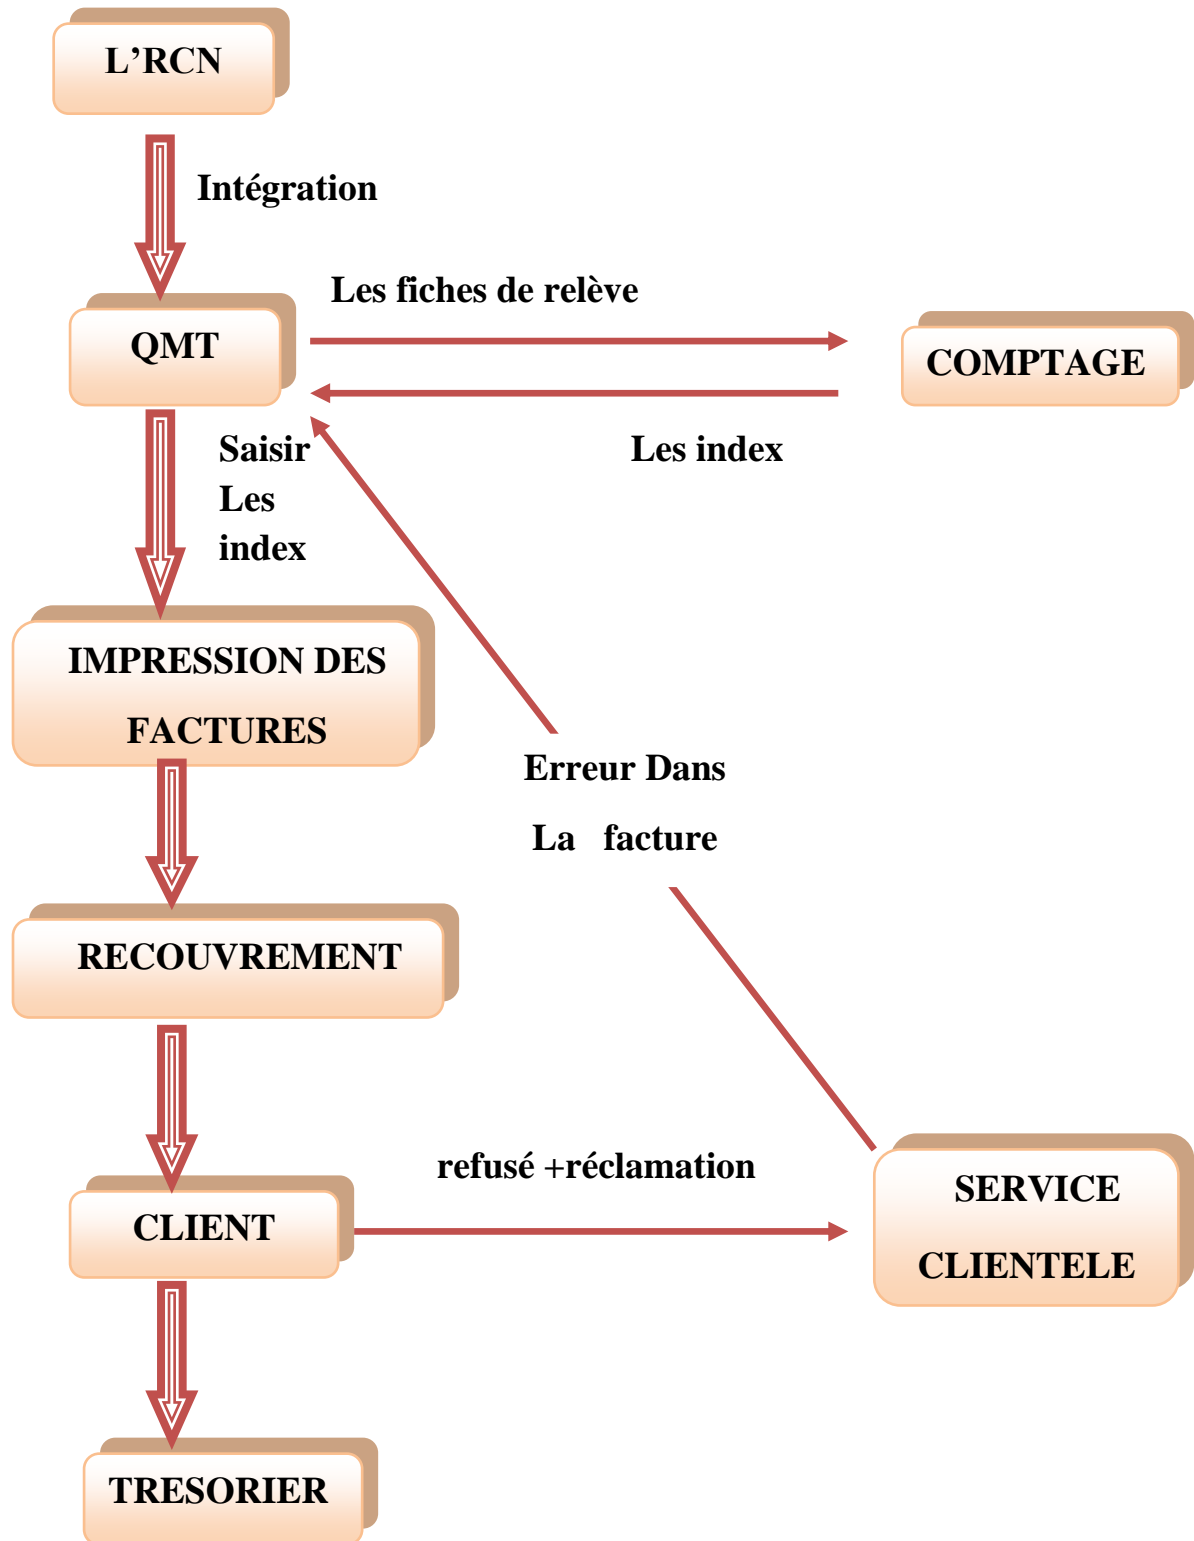 L’RCN
Intégration
Les fiches de relève
QMT
COMPTAGE
Saisir
Les
index
Les index
IMPRESSION DES
FACTURES
Erreur Dans
La facture
RECOUVREMENT
refusé +réclamation
CLIENT
SERVICE
CLIENTELE
TRESORIER